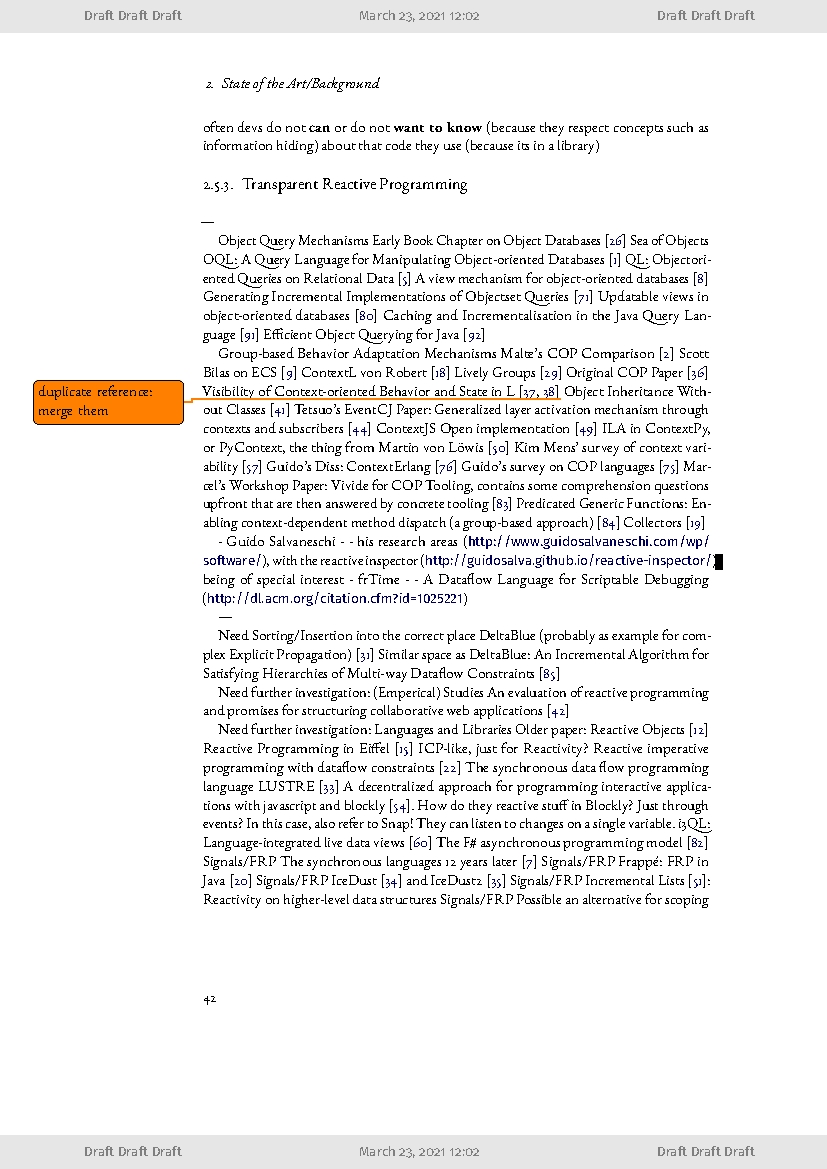 Draft Draft Draft March 23, 2021 12:02 Draft Draft Draft
2. State of the Art/Background
often devs do not can or do not want to know (because they respect concepts such as
information hiding) about that code they use (because its in a library)
2.5.3. Transparent Reactive Programming
—
Object Query Mechanisms Early Book Chapter on Object Databases [26] Sea of Objects
OQL: A Query Language for Manipulating Object-oriented Databases [1] QL: Objectori-
ented Queries on Relational Data [5] A view mechanism for object-oriented databases [8]
Generating Incremental Implementations of Objectset Queries [71] Updatable views in
object-oriented databases [80] Caching and Incrementalisation in the Java Query Lan-
guage [91] Efficient Object Querying for Java [92]
Group-based Behavior Adaptation Mechanisms Malte's COP Comparison [2] Scott
Bilas on ECS [9] ContextL von Robert [18] Lively Groups [29] Original COP Paper [36]
duplicate reference:
merge them
Visibility of Context-oriented Behavior and State in L [37, 38] Object Inheritance With-
out Classes [41] Tetsuo's EventCJ Paper: Generalized layer activation mechanism through
contexts and subscribers [44] ContextJS Open implementation [49] ILA in ContextPy,
or PyContext, the thing from Martin von Löwis [50] Kim Mens' survey of context vari-
ability [57] Guido's Diss: ContextErlang [76] Guido's survey on COP languages [75] Mar-
cel's Workshop Paper: Vivide for COP Tooling, contains some comprehension questions
upfront that are then answered by concrete tooling [83] Predicated Generic Functions: En-
abling context-dependent method dispatch (a group-based approach) [84] Collectors [19]
- Guido Salvaneschi - - his research areas (http://www.guidosalvaneschi.com/wp/
software/), with the reactive inspector (http://guidosalva.github.io/reactive-inspector/)
being of special interest - frTime - - A Dataflow Language for Scriptable Debugging
(http://dl.acm.org/citation.cfm?id=1025221)
—
Need Sorting/Insertion into the correct place DeltaBlue (probably as example for com-
plex Explicit Propagation) [31] Similar space as DeltaBlue: An Incremental Algorithm for
Satisfying Hierarchies of Multi-way Dataflow Constraints [85]
Need further investigation: (Emperical) Studies An evaluation of reactive programming
and promises for structuring collaborative web applications [42]
Need further investigation: Languages and Libraries Older paper: Reactive Objects [12]
Reactive Programming in Eiffel [15] ICP-like, just for Reactivity? Reactive imperative
programming with dataflow constraints [22] The synchronous data flow programming
language LUSTRE [33] A decentralized approach for programming interactive applica-
tions with javascript and blockly [54]. How do they reactive stuff in Blockly? Just through
events? In this case, also refer to Snap! They can listen to changes on a single variable. i3QL:
Language-integrated live data views [60] The F# asynchronous programming model [82]
Signals/FRP The synchronous languages 12 years later [7] Signals/FRP Frappé: FRP in
Java [20] Signals/FRP IceDust [34] and IceDust2 [35] Signals/FRP Incremental Lists [51]:
Reactivity on higher-level data structures Signals/FRP Possible an alternative for scoping
42
Draft Draft Draft March 23, 2021 12:02 Draft Draft Draft